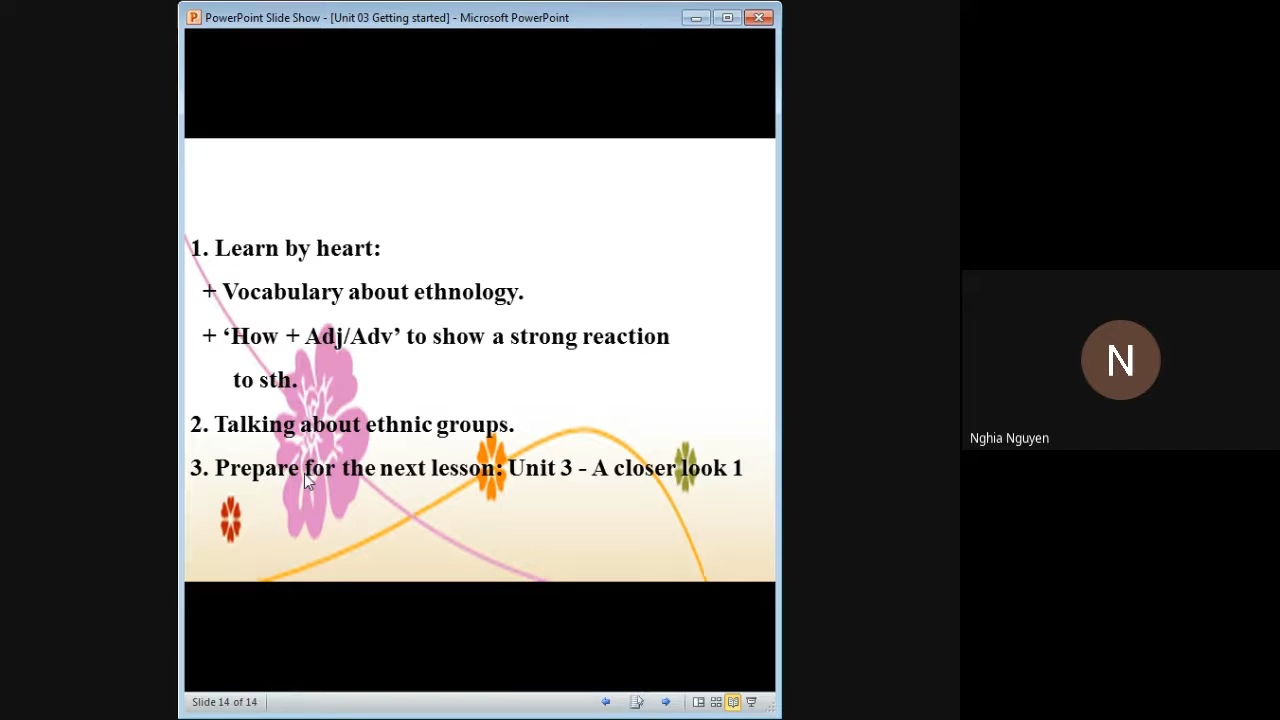 PowerPoint Slide Show - [Unit 03 Getting started] - Microsoft PowerPoint
1. Learn by heart:
+ Vocabulary about ethnology.
+ ‘How + Adj/Adv’ to show a strong reaction
to sth.
2. Talking about ethnic groups.
3. Prepare for the next lesson: Unit 3 - A closer look 1
N
Nghia Nguyen
Slide 14 of 14